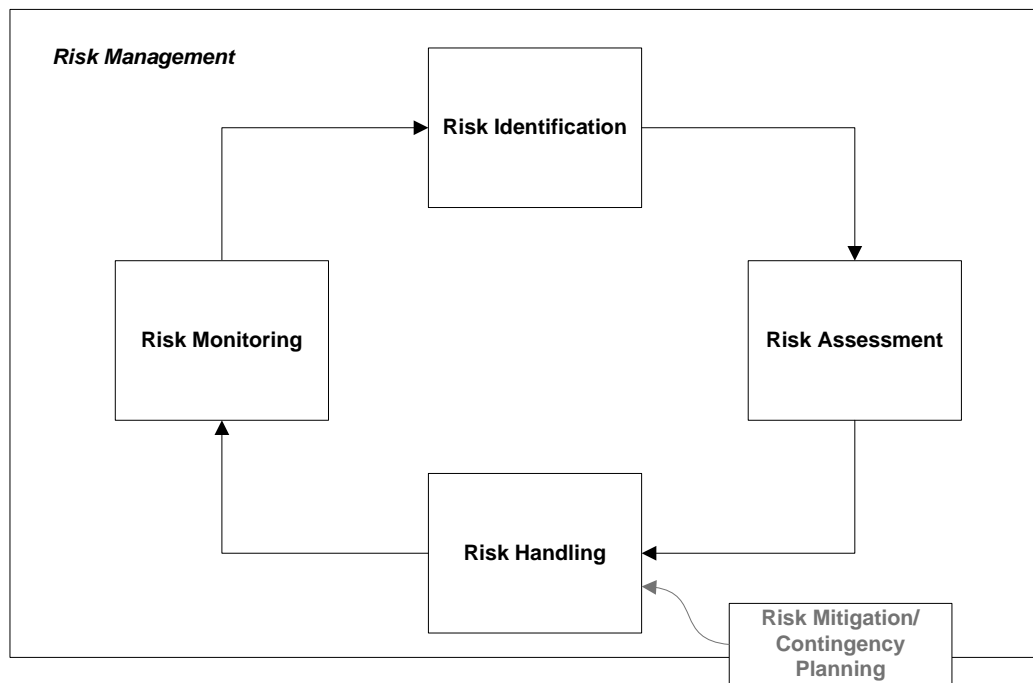 Risk Management
Risk Identification
Risk Monitoring
Risk Assessment
Risk Handling
Risk Mitigation/
Contingency
Planning